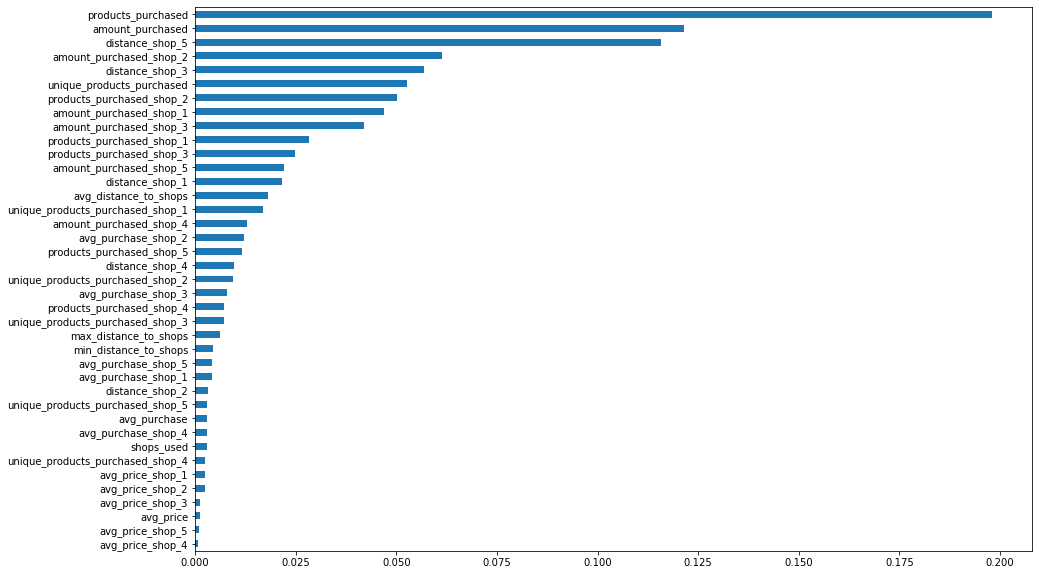 products_purchased
amount_purchased
distance_shop_5
amount_purchased_shop_2
distance_shop_3
unique_products_purchased
products_purchased_shop_2
amount_purchased_shop_1
amount_purchased_shop_3
products_purchased_shop_1
products_purchased_shop_3
amount_purchased_shop_5
distance_shop_1
avg_distance_to_shops
unique_products_purchased_shop_1
amount_purchased_shop_4
avg_purchase_shop_2
products_purchased_shop_5
distance_shop_4
unique_products_purchased_shop_2
avg_purchase_shop_3
products_purchased_shop_4
unique_products_purchased_shop_3
max_distance_to_shops
min_distance_to_shops
avg_purchase_shop_5
avg_purchase_shop_1
distance_shop_2
unique_products_purchased_shop_5
avg_purchase
avg_purchase_shop_4
shops_used
unique_products_purchased_shop_4
avg_price_shop_1
avg_price_shop_2
avg_price_shop_3
avg_price
avg_price_shop_5
avg_price_shop_4
0.000 0.025 0.050 0.075 0.100 0.125 0.150 0.175 0.200